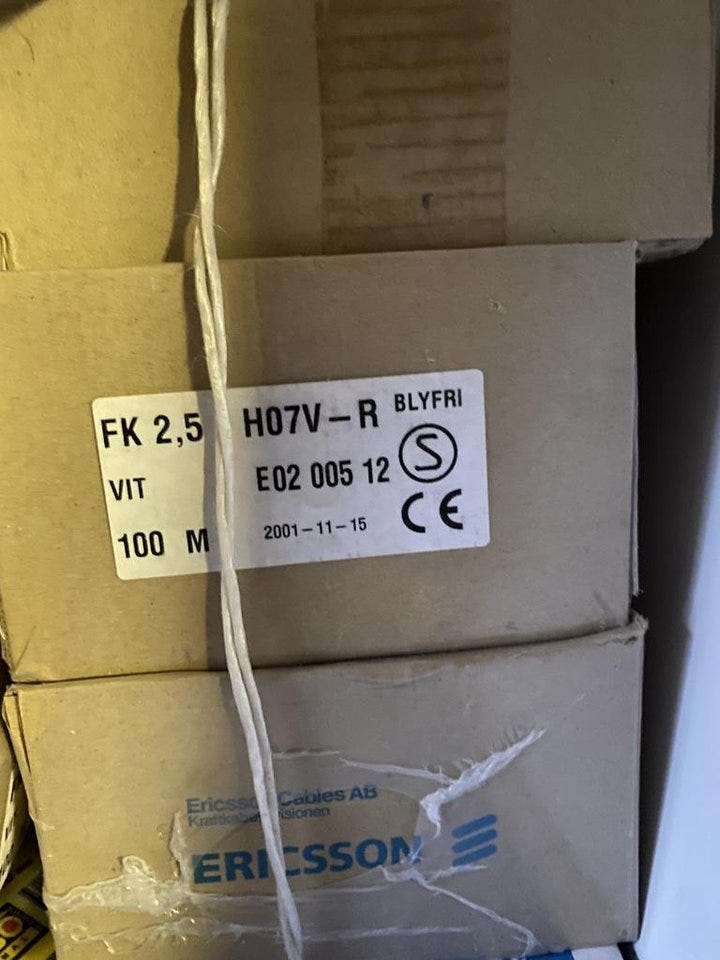 FK 2,5 H07V-R BLYFRI
VIT E02 005 12 S
100 M 2001-11-15 CE
Ericsson Cables AB
ERICSSON